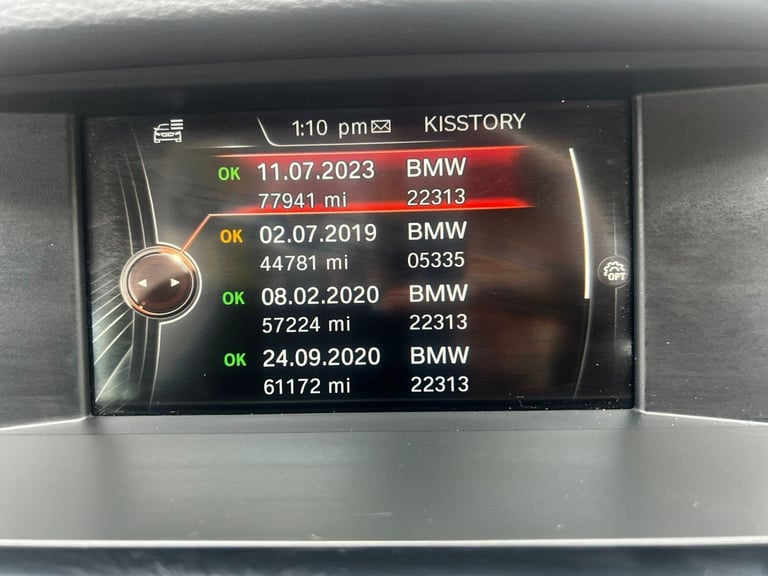 1:10 pm KISSTORY
OK 11.07.2023 BMW
77941 mi 22313
OK 02.07.2019 BMW
44781 mi 05335
OK 08.02.2020 BMW
57224 mi 22313
OPT
OK 24.09.2020 BMW
61172 mi 22313